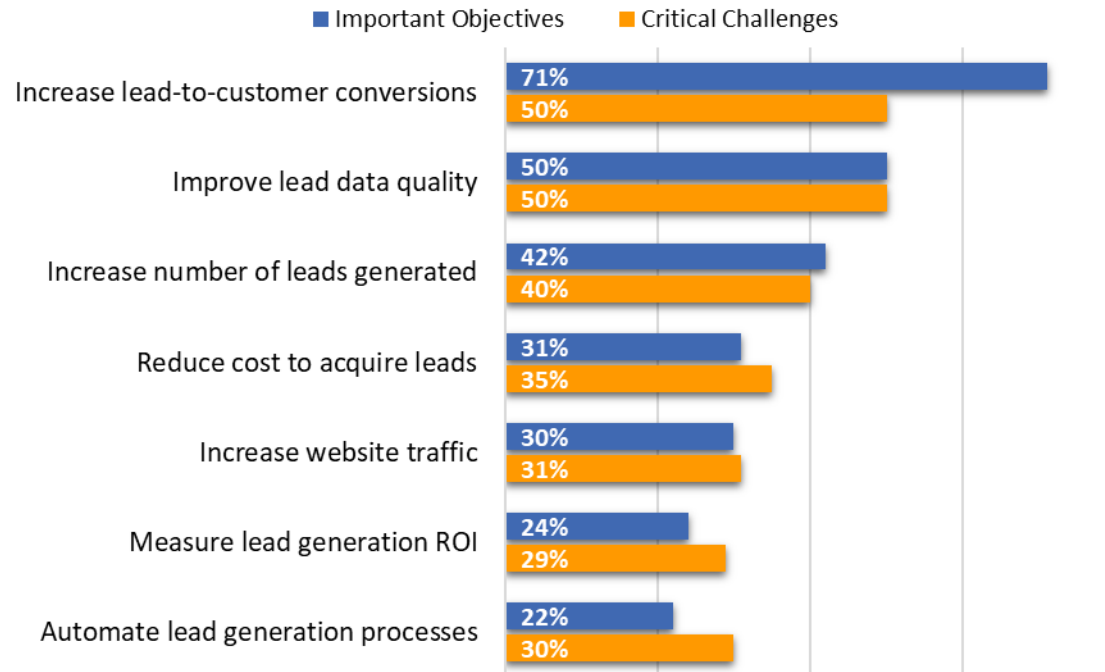 Important Objectives Critical Challenges
Increase lead-to-customer conversions
71%
50%
Improve lead data quality
50%
50%
Increase number of leads generated
42%
40%
Reduce cost to acquire leads
31%
35%
Increase website traffic
30%
31%
Measure lead generation ROI
24%
29%
Automate lead generation processes
22%
30%